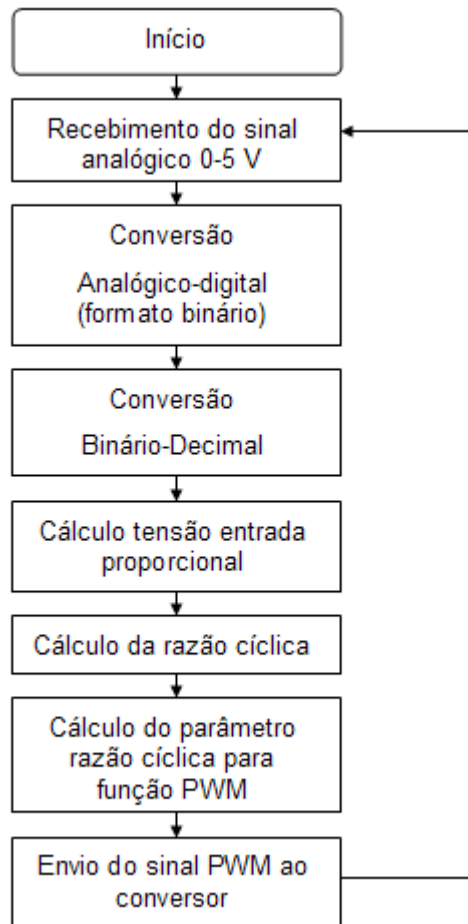 Início
Recebimento do sinal
analógico 0-5 V
Conversão
Analógico-digital
(formato binário)
Conversão
Binário-Decimal
Cálculo tensão entrada
proporcional
Cálculo da razão cíclica
Cálculo do parâmetro
razão cíclica para
função PWM
Envio do sinal PWM ao
conversor